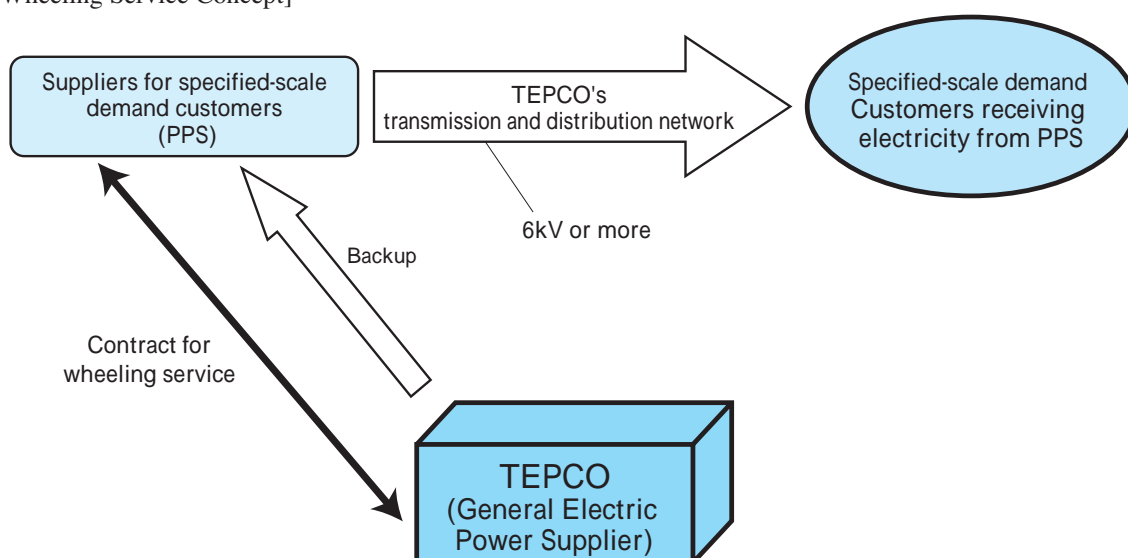 Wheeling Service Concept]
Suppliers for specified-scale
demand customers
(PPS)
TEPCO's
transmission and distribution network
Specified-scale demand
Customers receiving
electricity from PPS
6kV or more
Backup
Contract for
wheeling service
TEPCO
(General Electric
Power Supplier)